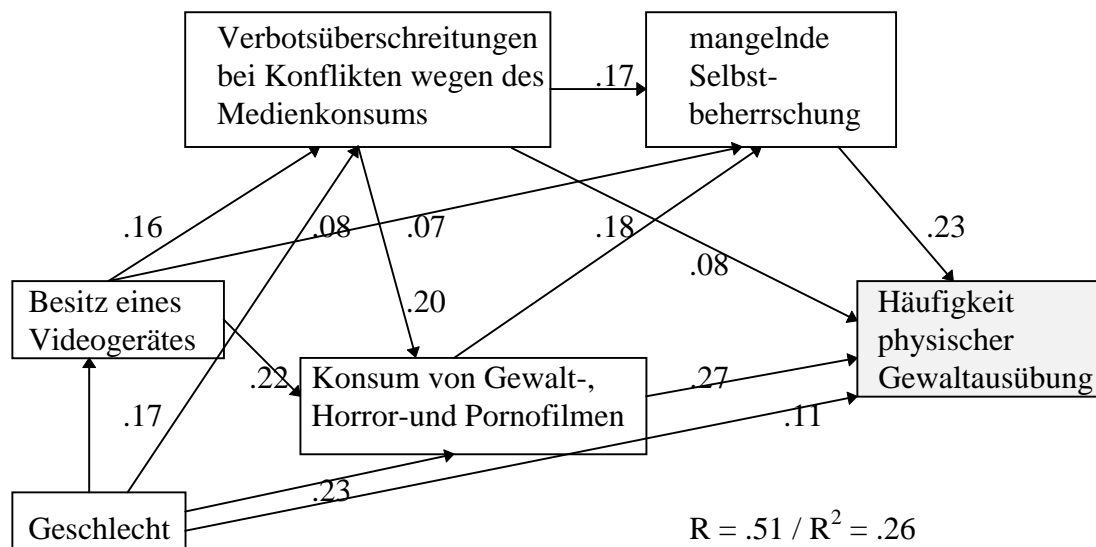 Verbotsüberschreitungen
bei Konflikten wegen des
Medienkonsums
mangelnde
Selbst-
beherrschung
.17
.16
.08
.07
.18
.08
.23
Besitz eines
Videogerätes
.20
Häufigkeit
physischer
Gewaltausübung
.22
Konsum von Gewalt-,
Horror-und Pornofilmen
.27
.17
.11
.23
Geschlecht
R = .51 / R² = .26